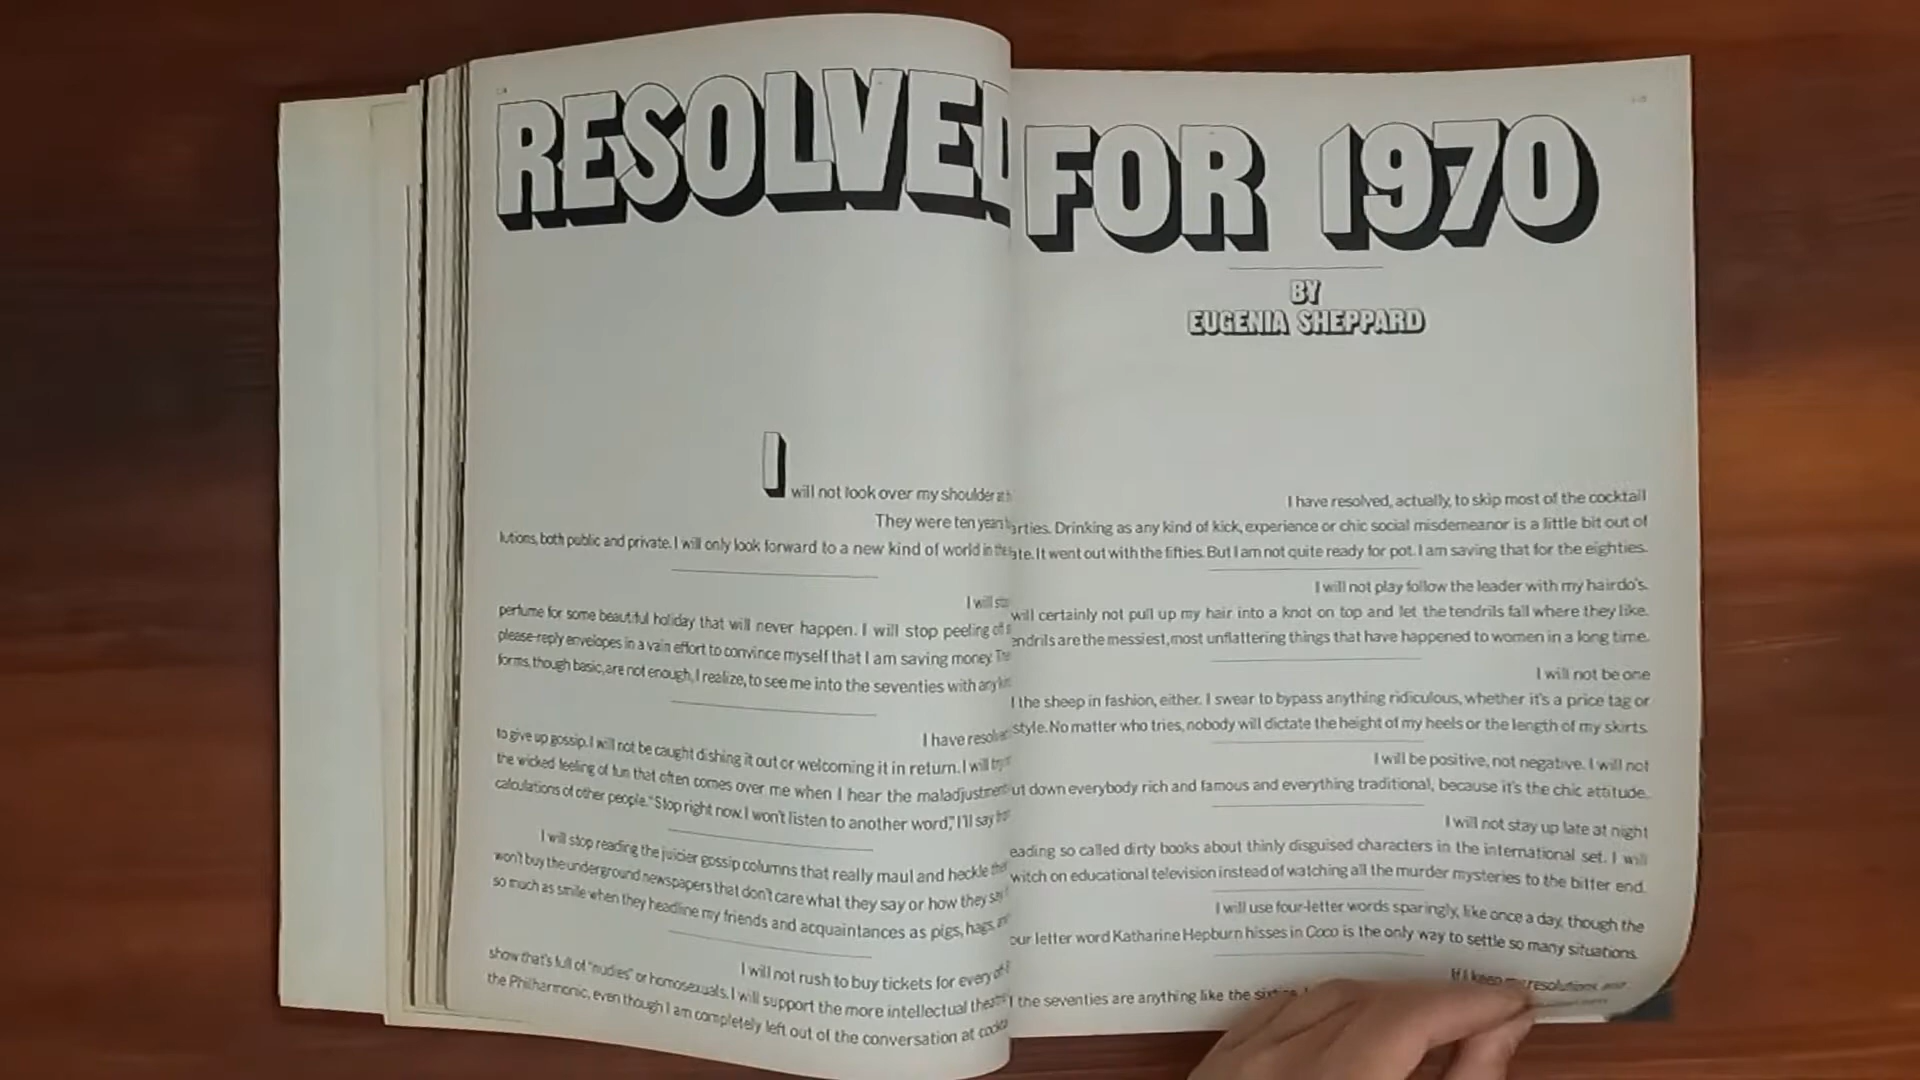 RESOLVED FOR 1970
BY
EUGENIA SHEPPARD
I will not look over my shoulder at
They were ten years
lutions, both public and private. I will only look forward to a new kind of world in the
I will
perfume for some beautiful holiday that will never happen. I will stop peeling off
please-reply envelopes in a vain effort to convince myself that I am saving money.
forms, though basic, are not enough, I realize, to see me into the seventies with any
I have resolved
to give up gossip. I will not be caught dishing it out or welcoming it in return. I will
the wicked feeling of fun that often comes over me when I hear the maladjustments
calculations of other people. "Stop right now. I won't listen to another word," I'll say
I will stop reading the juicier gossip columns that really maul and heckle
won't buy the underground newspapers that don't care what they say or how they say
so much as smile when they headline my friends and acquaintances as pigs, hags,
I will not rush to buy tickets for every
show that's full of "nudies" or homosexuals. I will support the more intellectual
the Philharmonic, even though I am completely left out of the conversation at
I have resolved, actually, to skip most of the cocktail
arties. Drinking as any kind of kick, experience or chic social misdemeanor is a little bit out of
ate. It went out with the fifties. But I am not quite ready for pot. I am saving that for the eighties.
I will not play follow the leader with my hairdo's.
will certainly not pull up my hair into a knot on top and let the tendrils fall where they like.
endrils are the messiest, most unflattering things that have happened to women in a long time.
I will not be one
the sheep in fashion, either. I swear to bypass anything ridiculous, whether it's a price tag or
style. No matter who tries, nobody will dictate the height of my heels or the length of my skirts.
I will be positive, not negative. I will not
ut down everybody rich and famous and everything traditional, because it's the chic attitude.
I will not stay up late at night
eading so called dirty books about thinly disguised characters in the international set. I will
witch on educational television instead of watching all the murder mysteries to the bitter end.
I will use four-letter words sparingly, like once a day, though the
our letter word Katharine Hepburn hisses in Coco is the only way to settle so many situations.
If I keep my resolutions, and
the seventies are anything like the